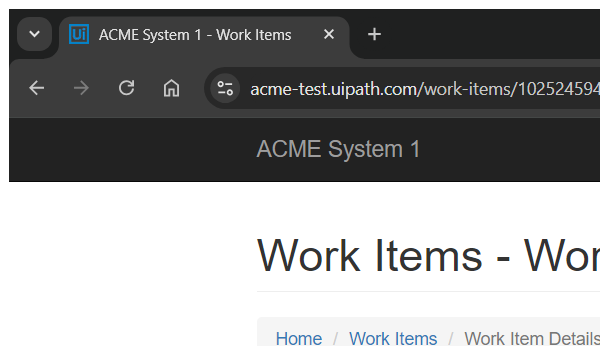 Ui ACME System 1 - Work Items
acme-test.uipath.com/work-items/102524594
ACME System 1
Work Items - Wor
Home / Work Items / Work Item Details